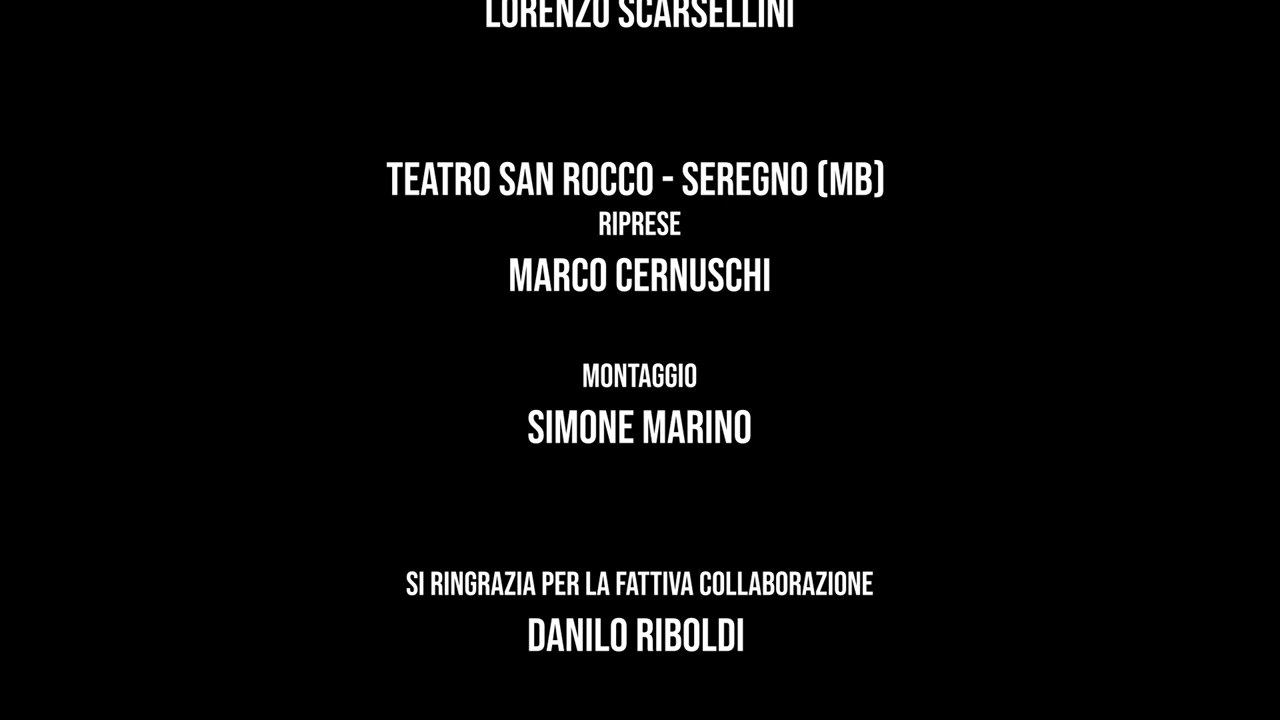 LORENZO SCARSELLINI
TEATRO SAN ROCCO - SEREGNO (MB)
RIPRESE
MARCO CERNUSCHI
MONTAGGIO
SIMONE MARINO
SI RINGRAZIA PER LA FATTIVA COLLABORAZIONE
DANILO RIBOLDI